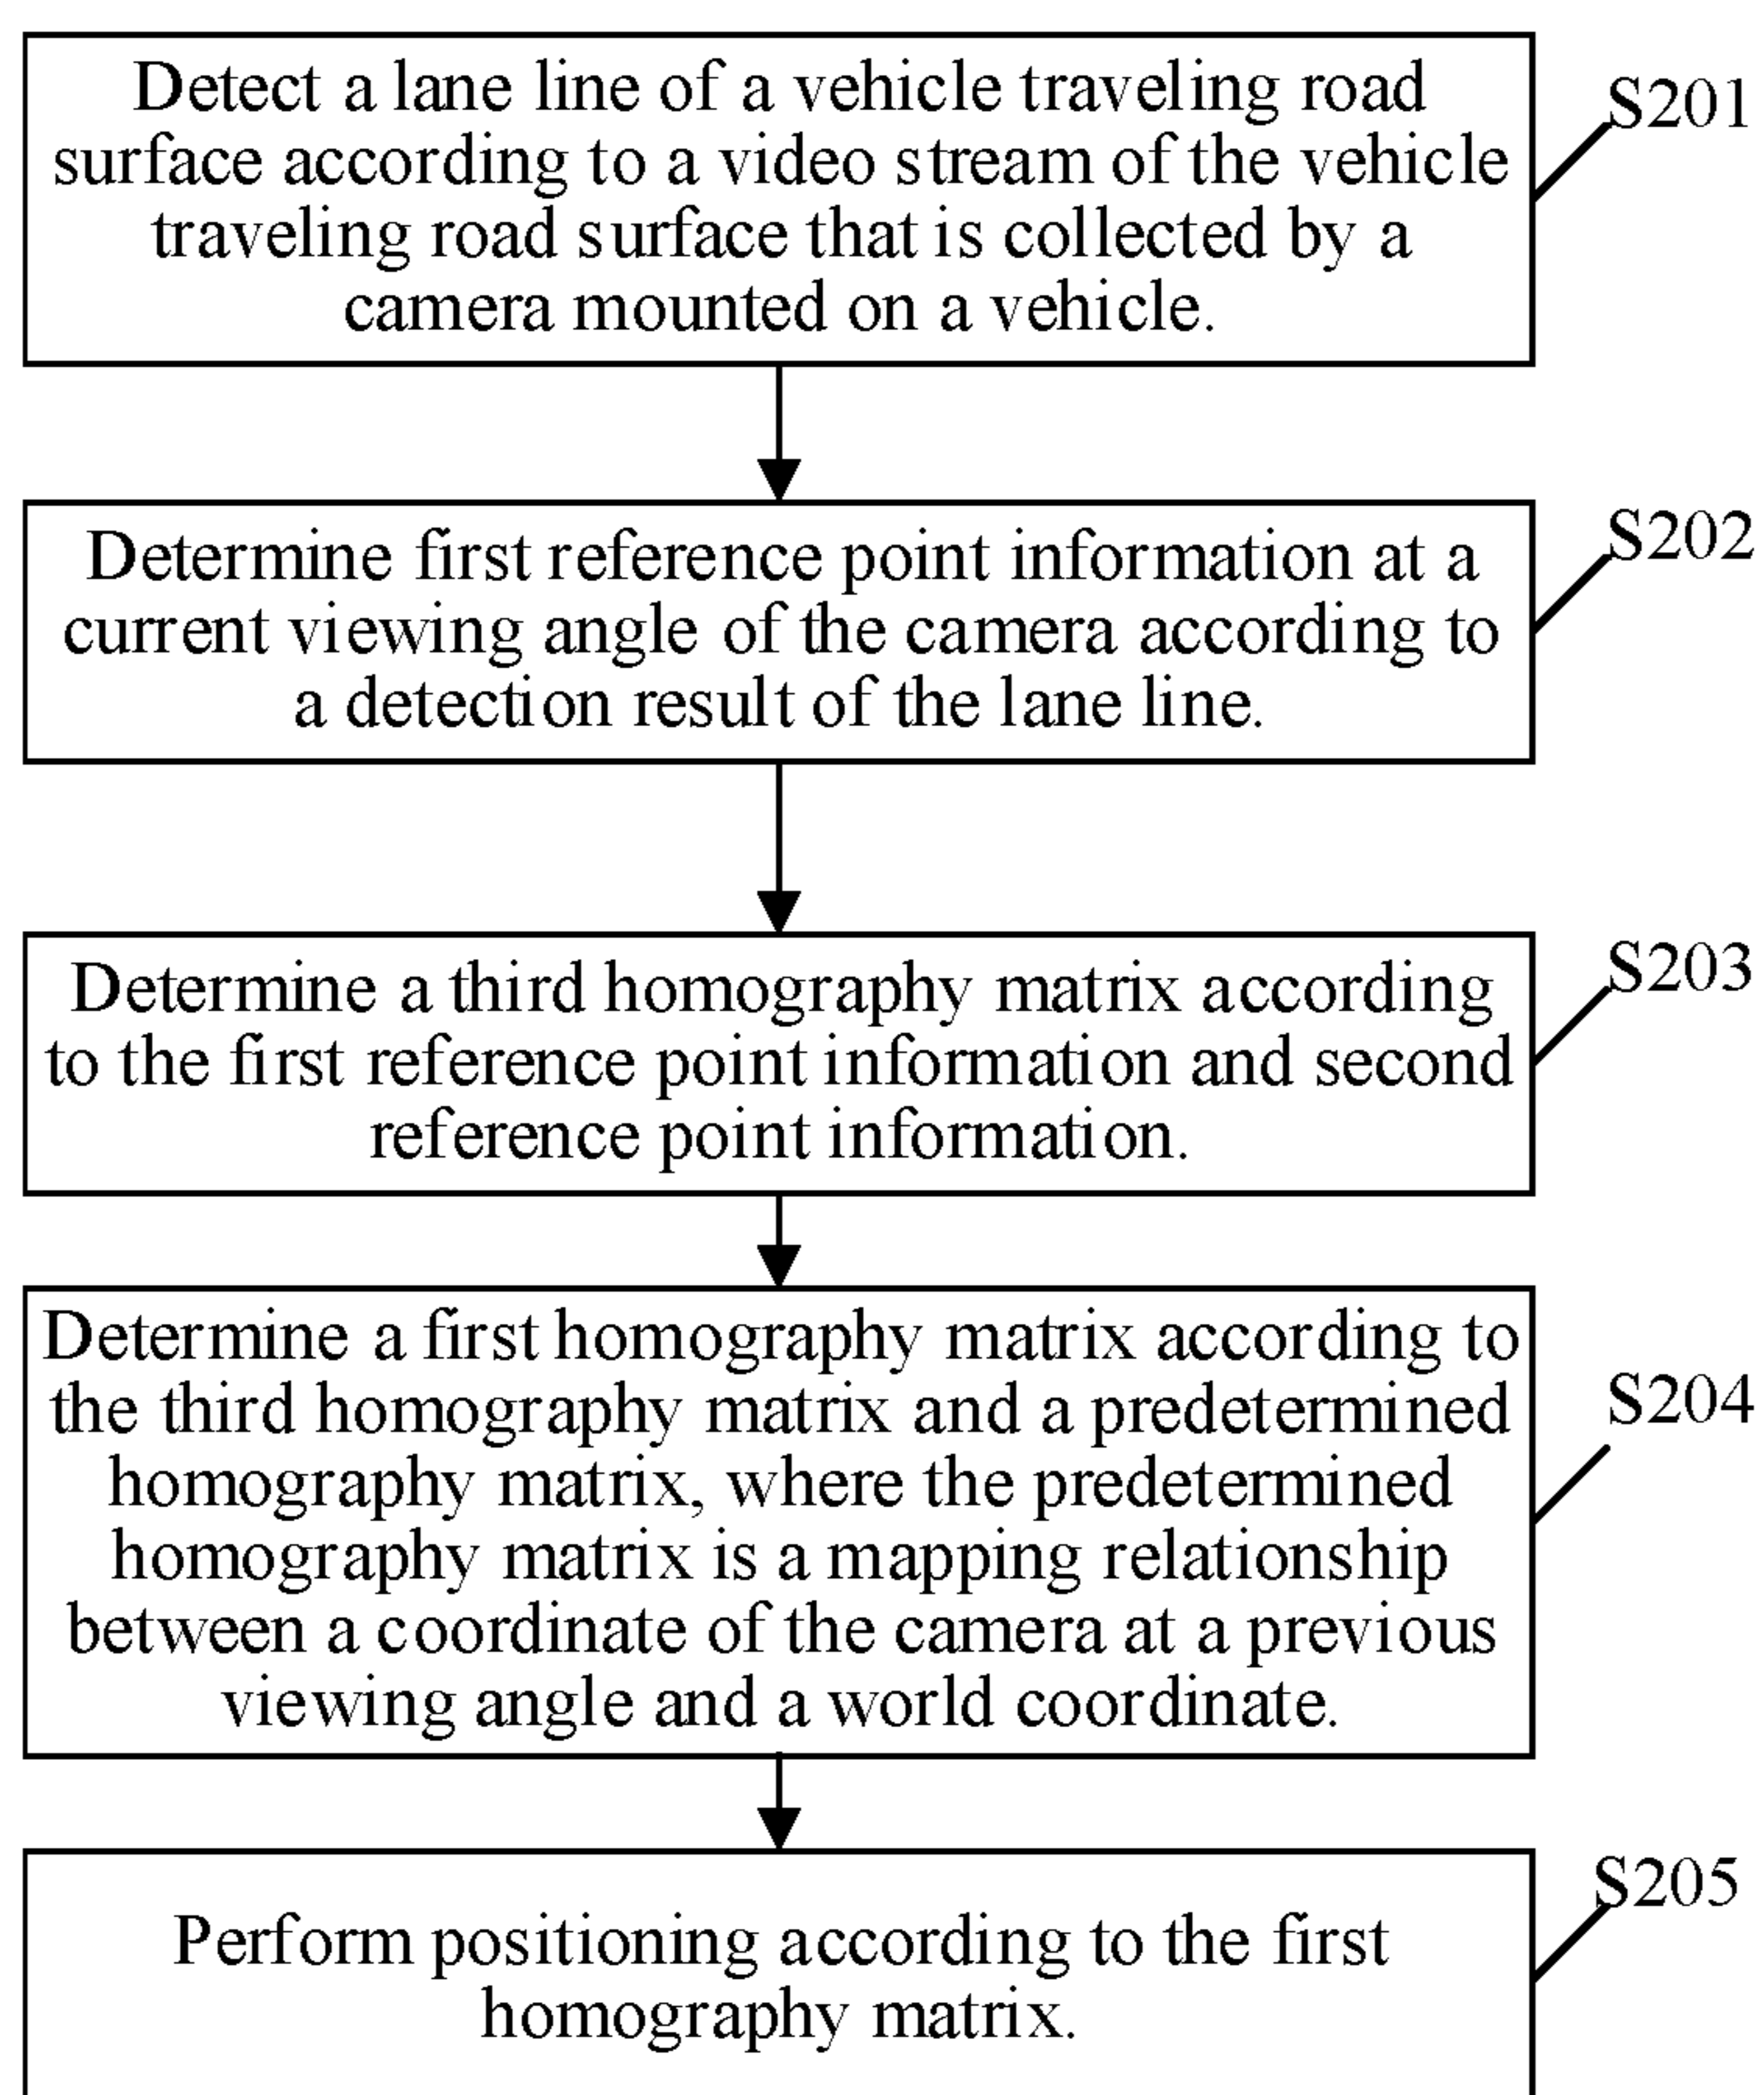 Detect a lane line of a vehicle traveling road
surface according to a video stream of the vehicle
traveling road surface that is collected by a
camera mounted on a vehicle.
S201
Determine first reference point information at a
current viewing angle of the camera according to
a detection result of the lane line.
S202
Determine a third homography matrix according
to the first reference point information and second
reference point information.
S203
Determine a first homography matrix according to
the third homography matrix and a predetermined
homography matrix, where the predetermined
homography matrix is a mapping relationship
between a coordinate of the camera at a previous
viewing angle and a world coordinate.
S204
Perform positioning according to the first
homography matrix.
S205